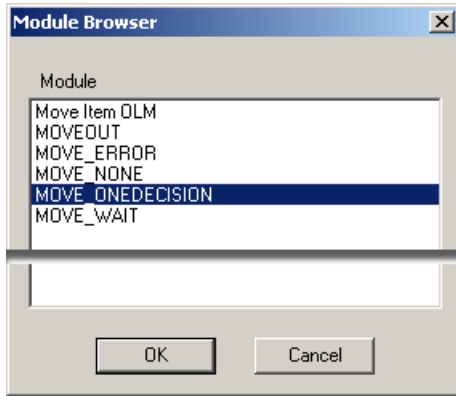 Module Browser
Module
Move Item OLM
MOVEOUT
MOVE_ERROR
MOVE_NONE
MOVE_ONEDECISION
MOVE_WAIT
OK
Cancel